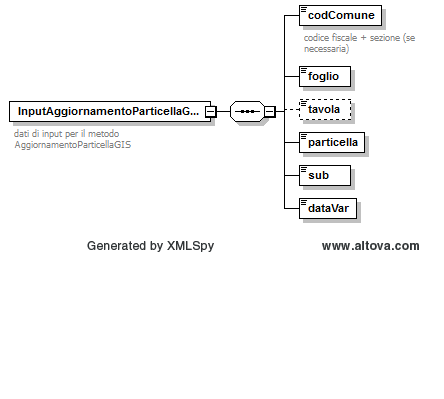 codComune
codice fiscale + sezione (se
necessaria)
foglio
InputAggiornamentoParticellaG...
tavola
dati di input per il metodo
AggiornamentoParticellaGIS
particella
sub
dataVar
Generated by XMLSpy
www.altova.com